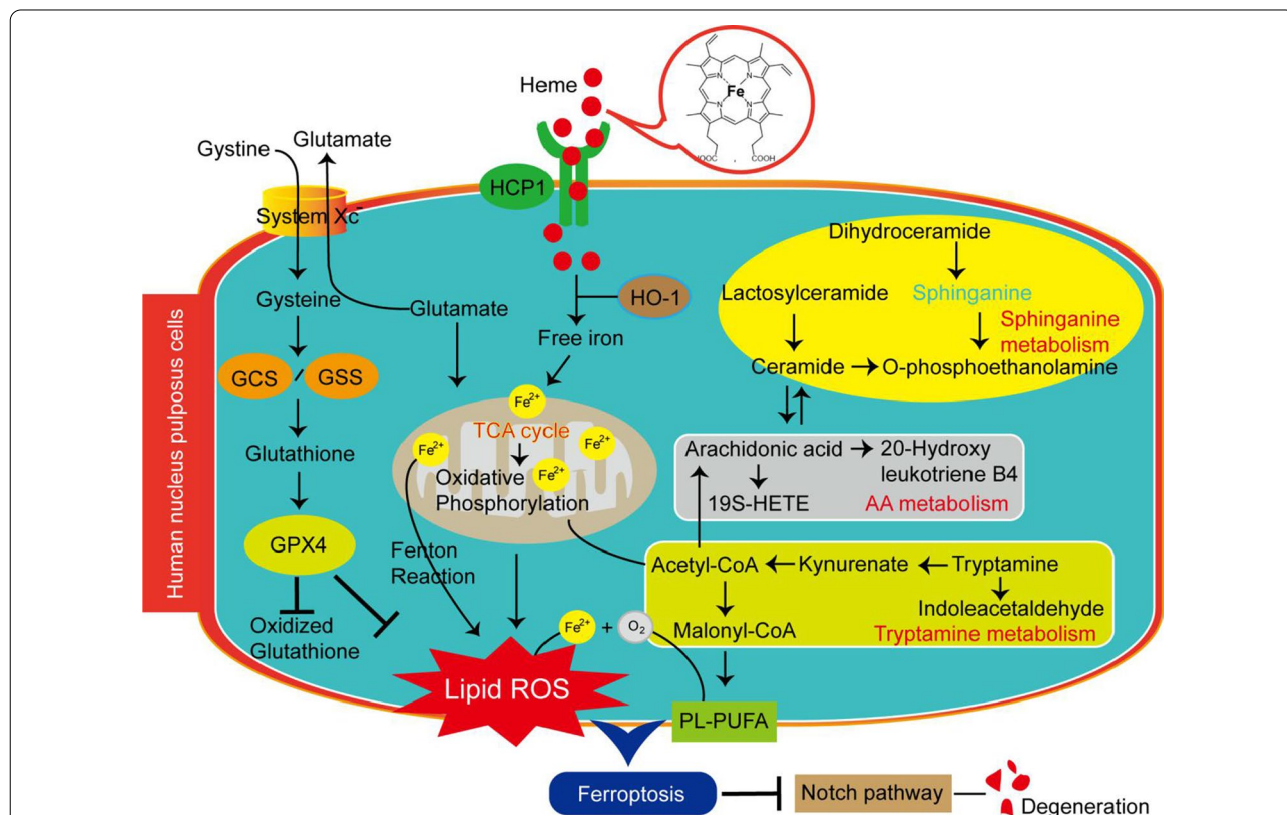 Heme
Fe
N
N
N
N
HOOC
,
COOH
Glutamate
Gystine
HCP1
System Xc-
Dihydroceramide
Lactosylceramide
Sphinganine
Sphinganine
metabolism
Ceramide
O-phosphoethanolamine
Gysteine
Glutamate
HO-1
Free iron
GCS
GSS
Human nucleus pulposus cells
Fe2+
TCA cycle
Fe2+
Fe2+
Fe2+
Oxidative
Phosphorylation
Glutathione
Arachidonic acid
20-Hydroxy
leukotriene B4
19S-HETE
AA metabolism
GPX4
Fenton
Reaction
Acetyl-CoA
Kynurenate
Tryptamine
Indoleacetaldehyde
Malonyl-CoA
Tryptamine metabolism
Oxidized
Glutathione
Fe2+ + O2
Lipid ROS
PL-PUFA
Ferroptosis
Notch pathway
Degeneration